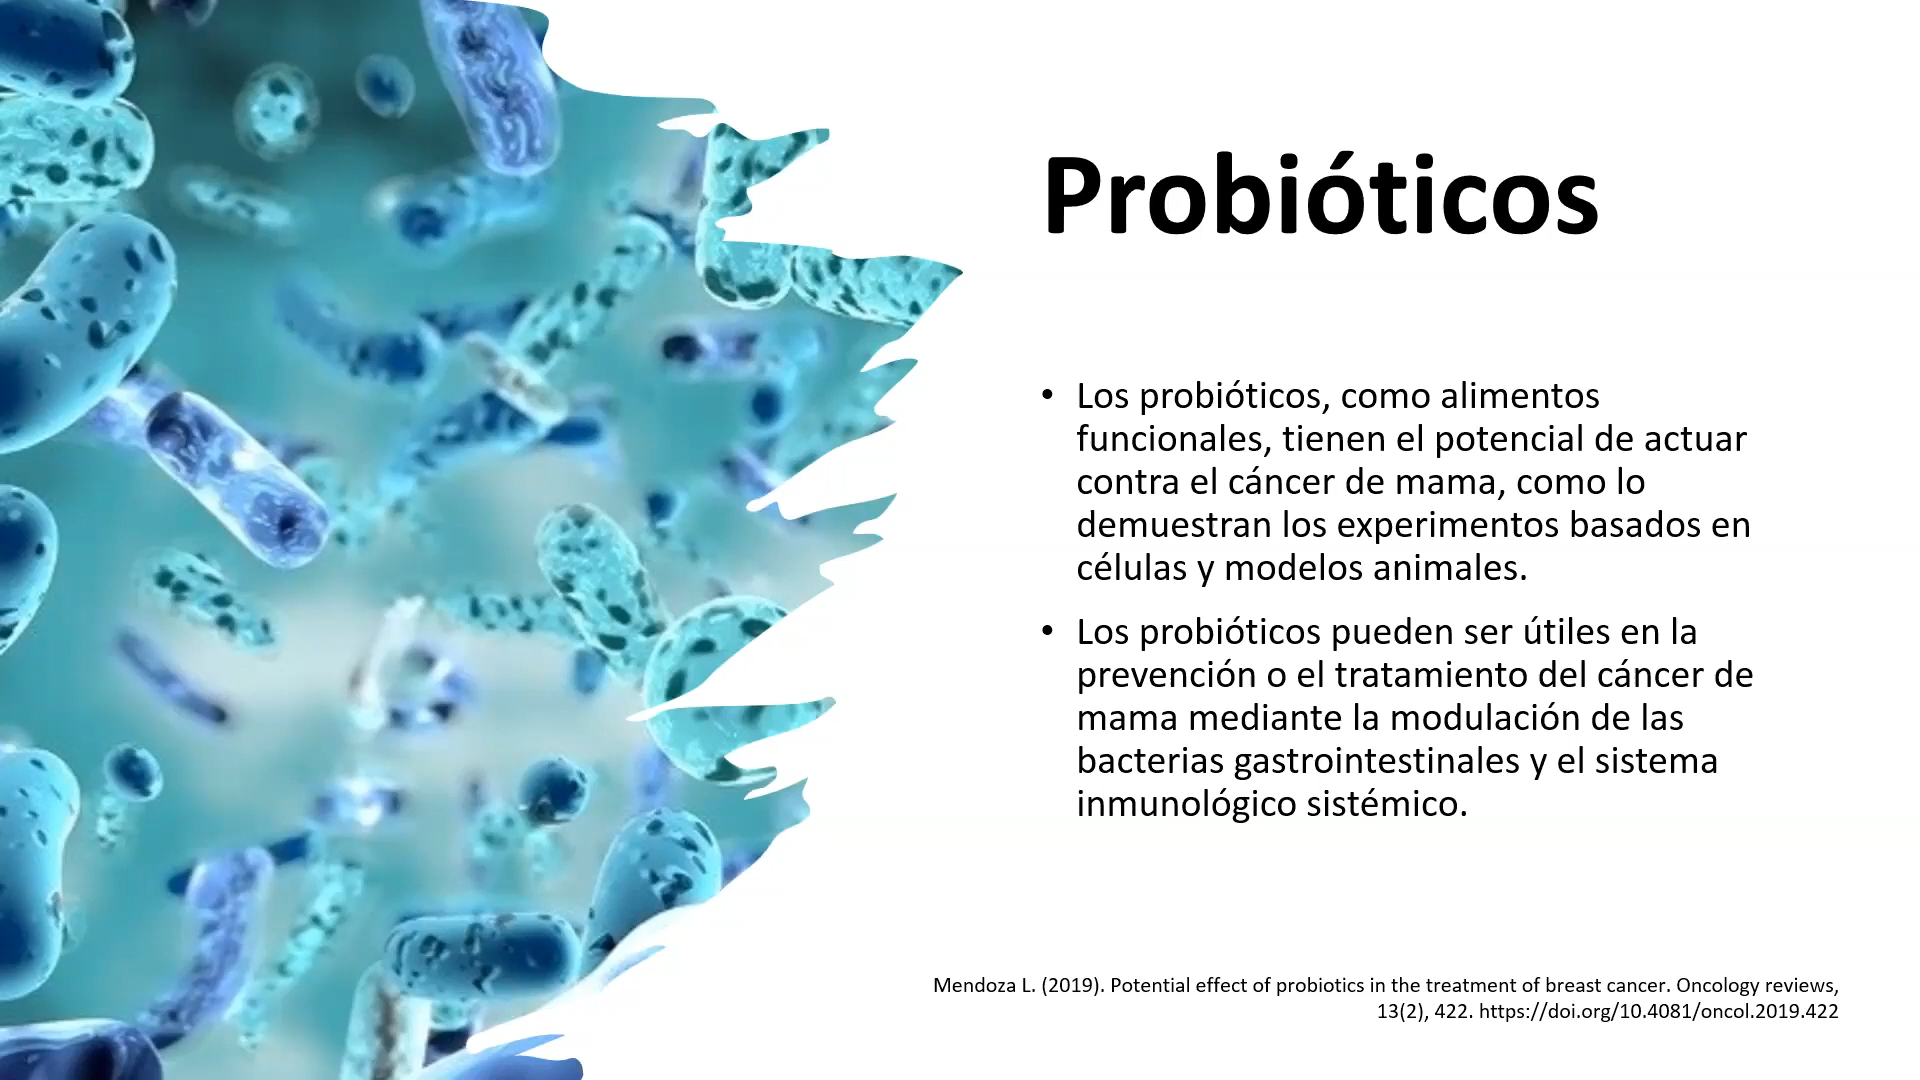 Probióticos
• Los probióticos, como alimentos
funcionales, tienen el potencial de actuar
contra el cáncer de mama, como lo
demuestran los experimentos basados en
células y modelos animales.
• Los probióticos pueden ser útiles en la
prevención o el tratamiento del cáncer de
mama mediante la modulación de las
bacterias gastrointestinales y el sistema
inmunológico sistémico.
Mendoza L. (2019). Potential effect of probiotics in the treatment of breast cancer. Oncology reviews,
13(2), 422. https://doi.org/10.4081/oncol.2019.422